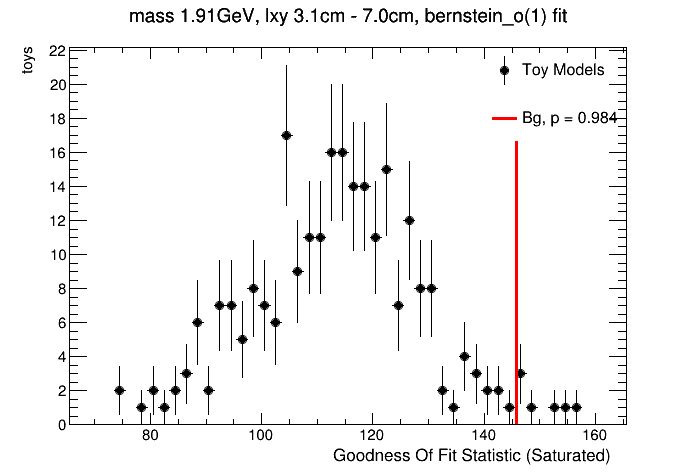 mass 1.91GeV, lxy 3.1cm - 7.0cm, bernstein_o(1) fit
toys
22
20
18
16
14
12
10
8
6
4
2
0
Toy Models
Bg, p = 0.984
80 100 120 140 160
Goodness Of Fit Statistic (Saturated)